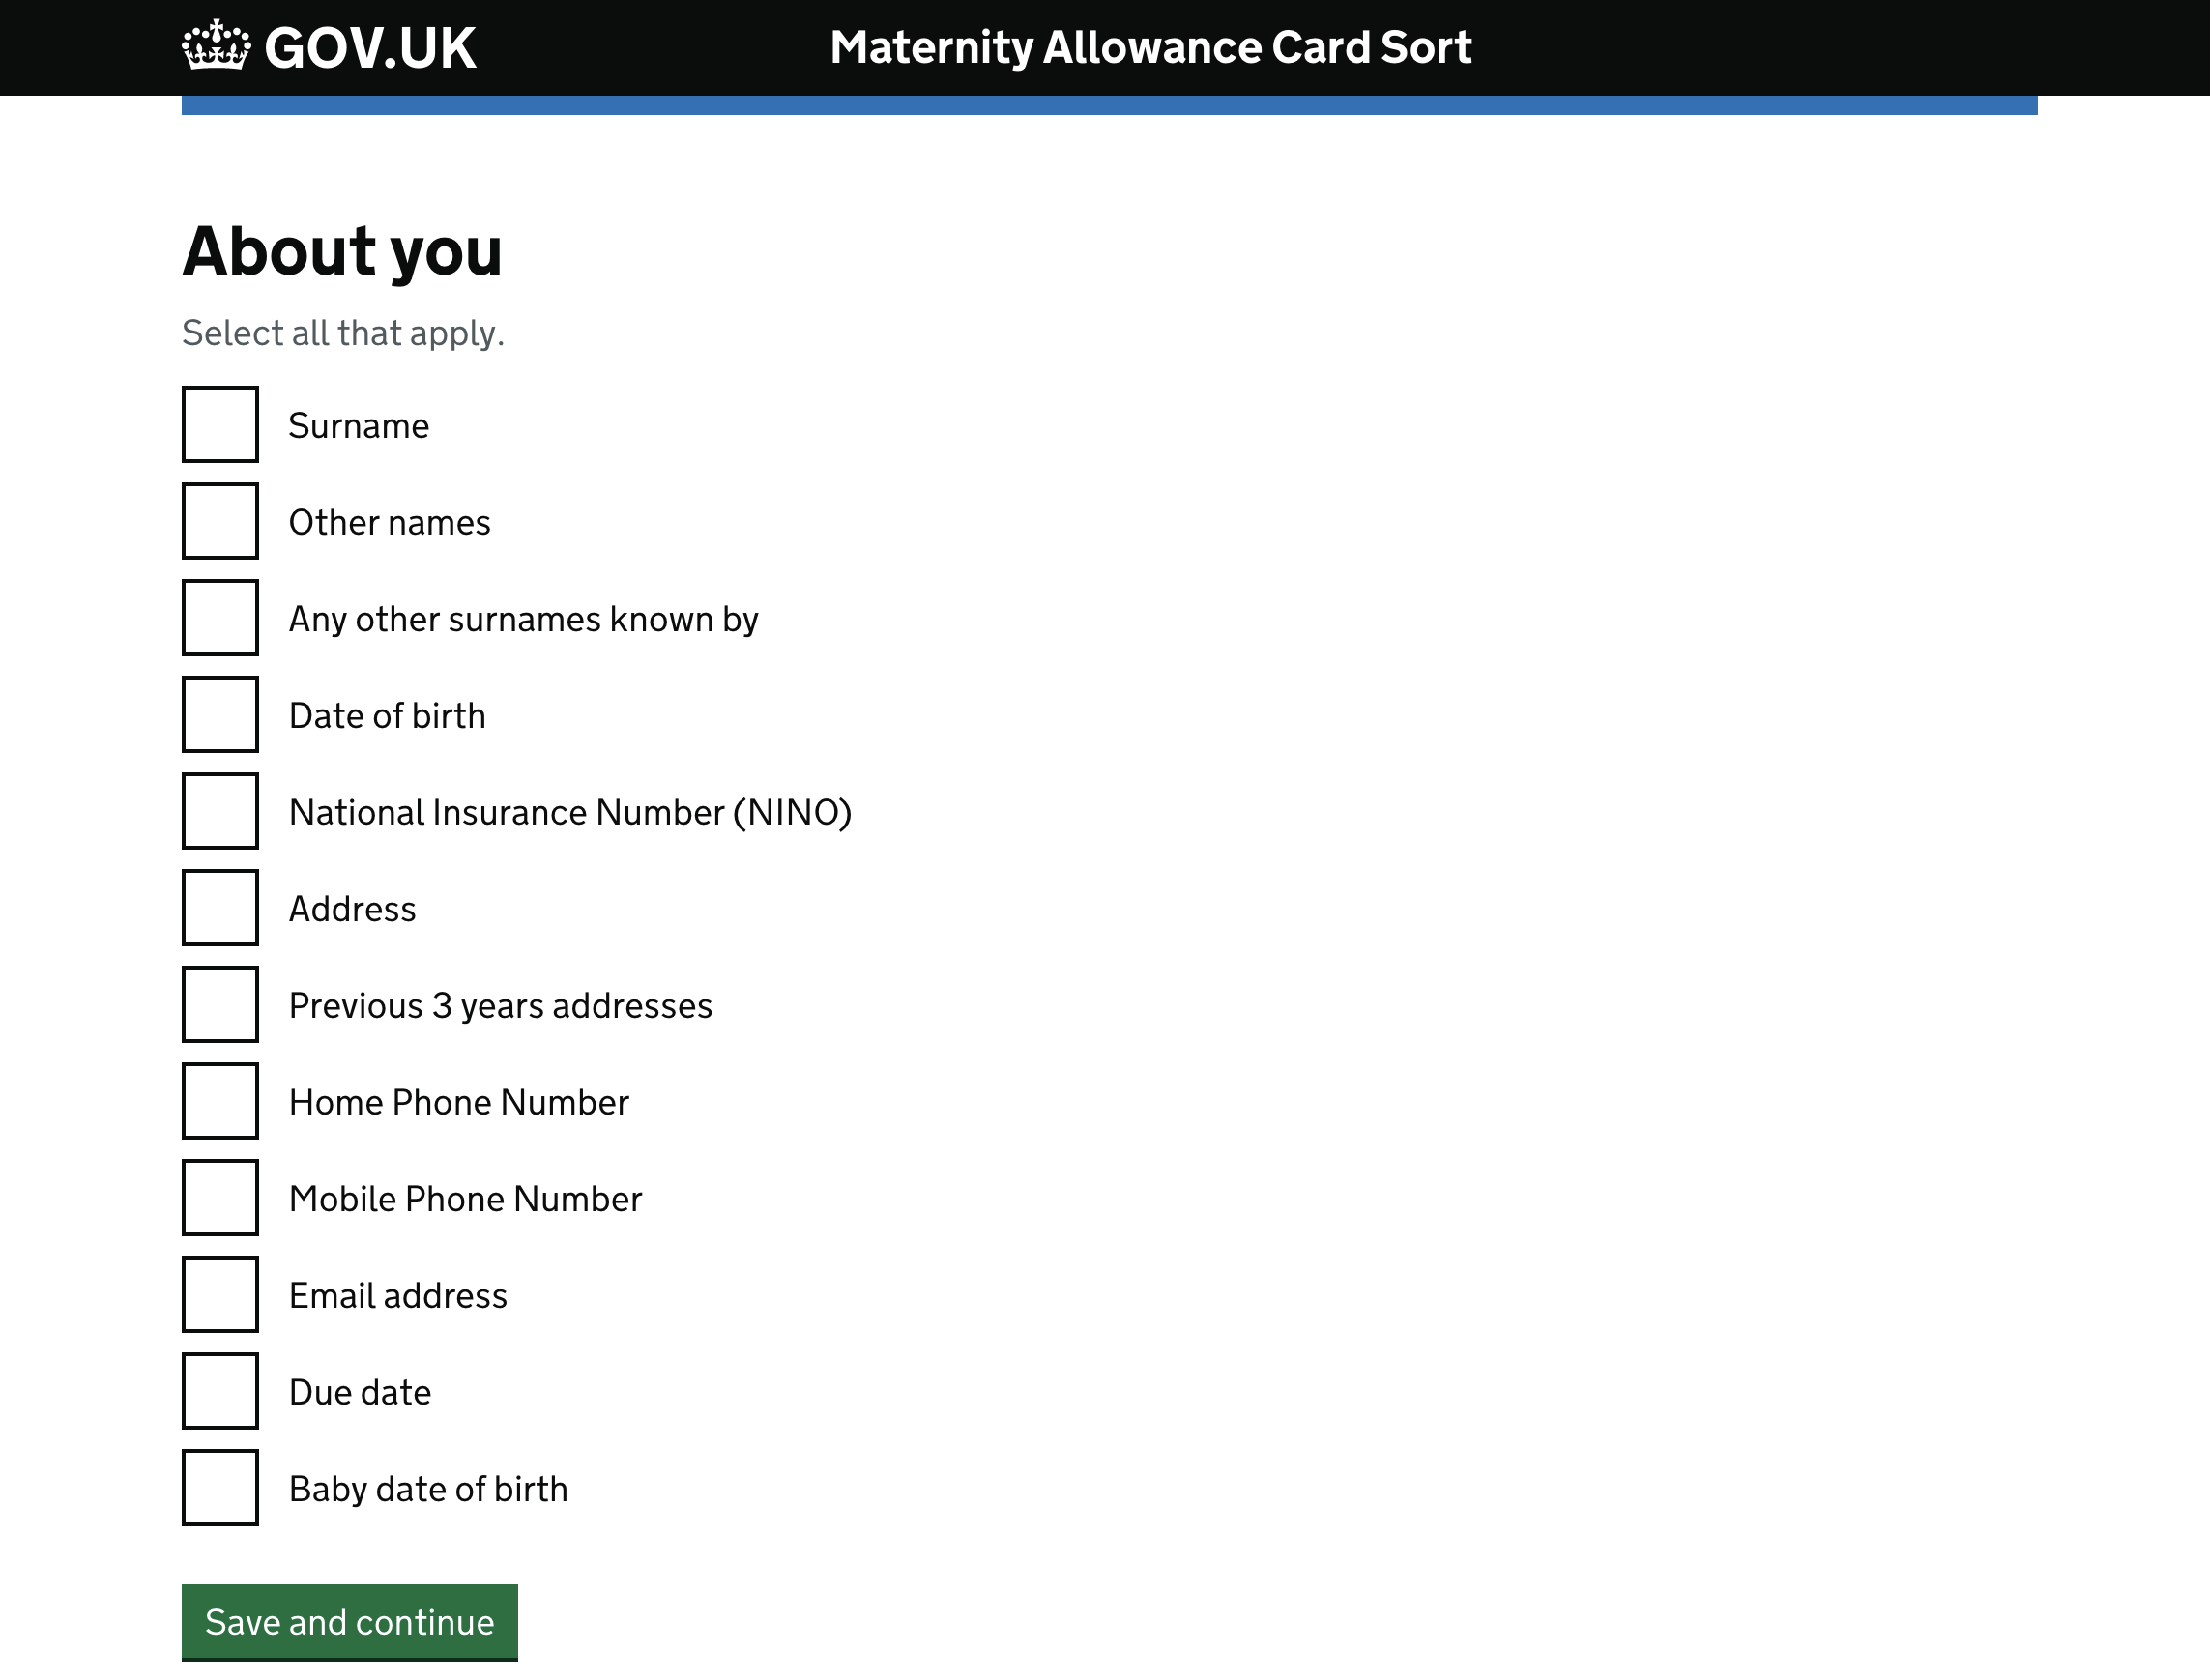 GOV.UK
Maternity Allowance Card Sort
About you
Select all that apply.
Surname
Other names
Any other surnames known by
Date of birth
National Insurance Number (NINO)
Address
Previous 3 years addresses
Home Phone Number
Mobile Phone Number
Email address
Due date
Baby date of birth
Save and continue